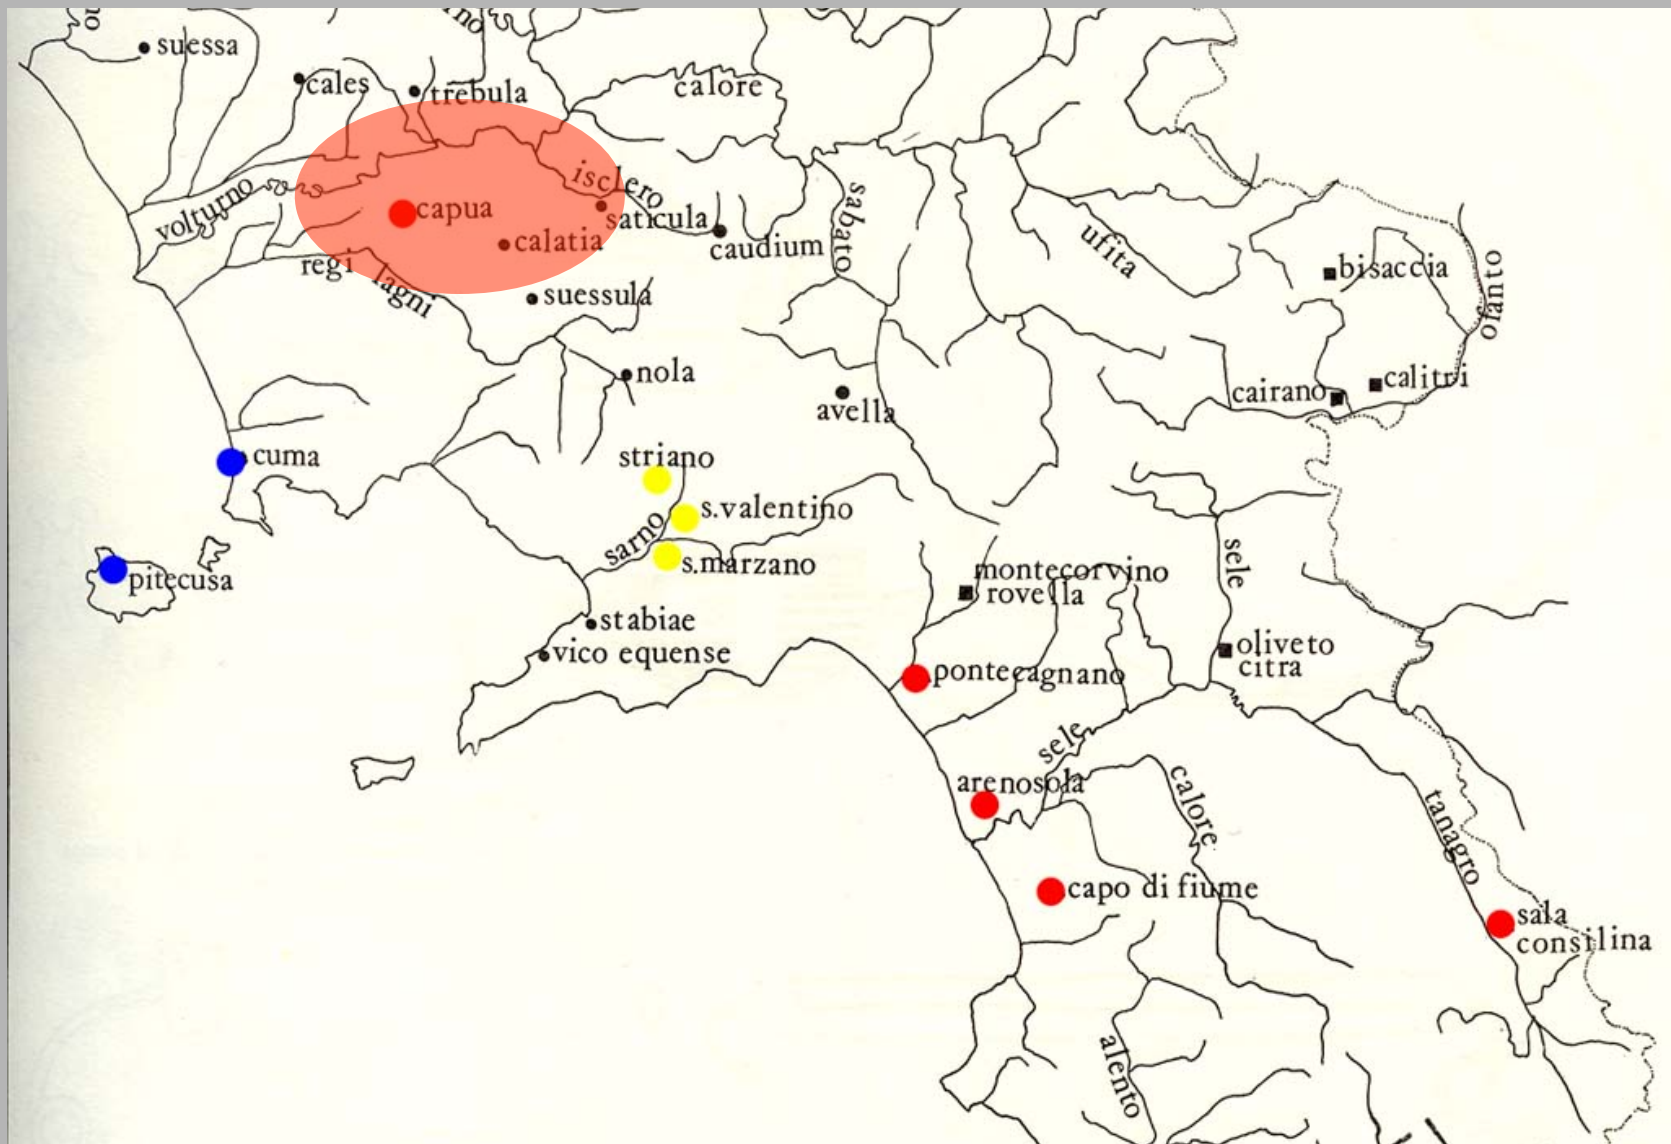 suessa
cales
trebula
calore
volturno
isclero
capua
saticula
calatia
caudium
sabato
ufita
regi lagni
suessula
bisaccia
ofanto
nola
avella
cairano
calitri
cuma
striano
s.valentino
sarno
s.marzano
pitecusa
montecorvino
rovella
sele
stabiae
vico equense
oliveto
citra
pontecagnano
sele
arenosola
calore
tanagro
capo di fiume
sala
consilina
alento